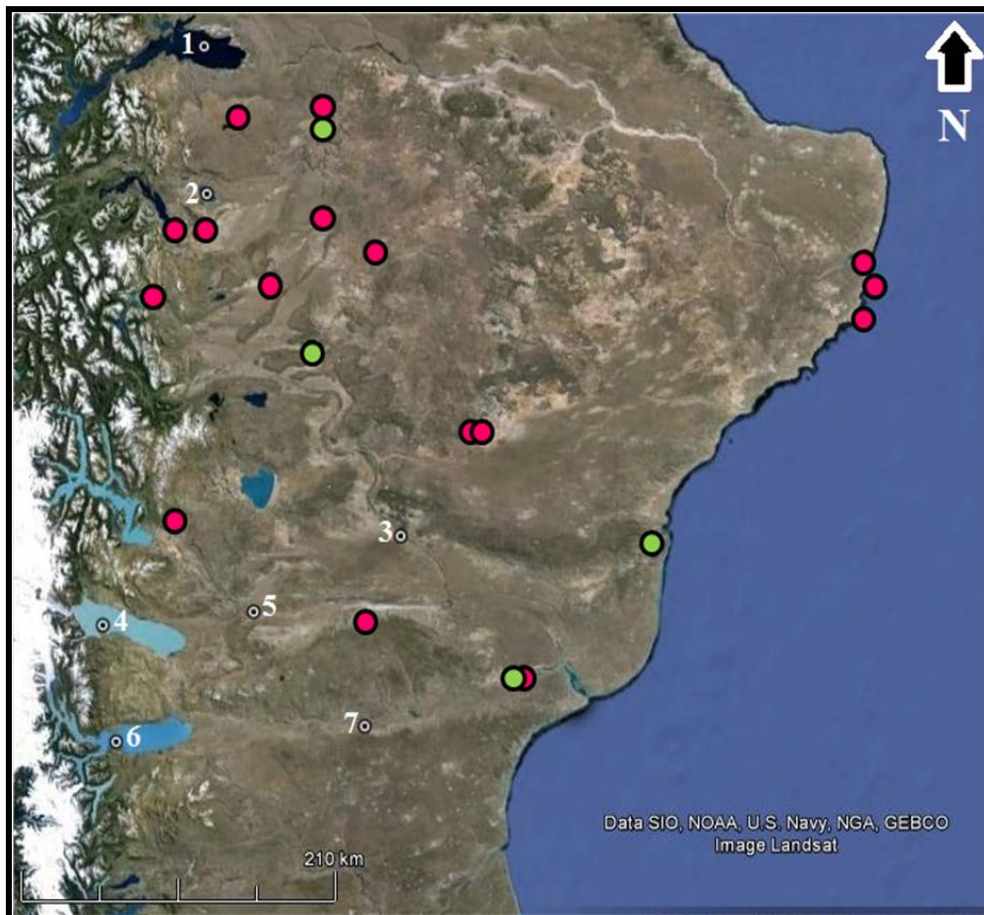 1
N
2
3
5
4
7
6
Data SIO, NOAA, U.S. Navy, NGA, GEBCO
Image Landsat
210 km